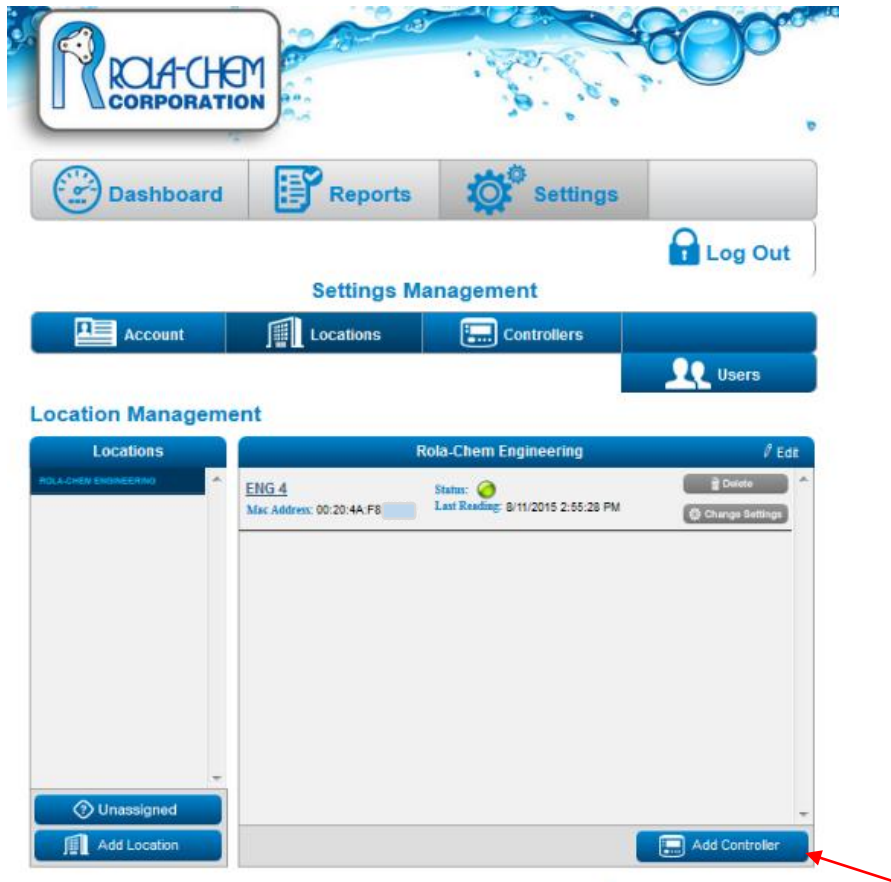 ROLA-CHEM
CORPORATION
Dashboard Reports Settings
Log Out
Settings Management
Account Locations Controllers
Users
Location Management
Locations
ROLA-CHEM ENGINEERING
Rola-Chem Engineering Edit
ENG 4 Status: Delete
Mac Address: 00:20:4A:F8 Last Reading: 8/11/2015 2:55:28 PM Change Settings
Unassigned
Add Location
Add Controller